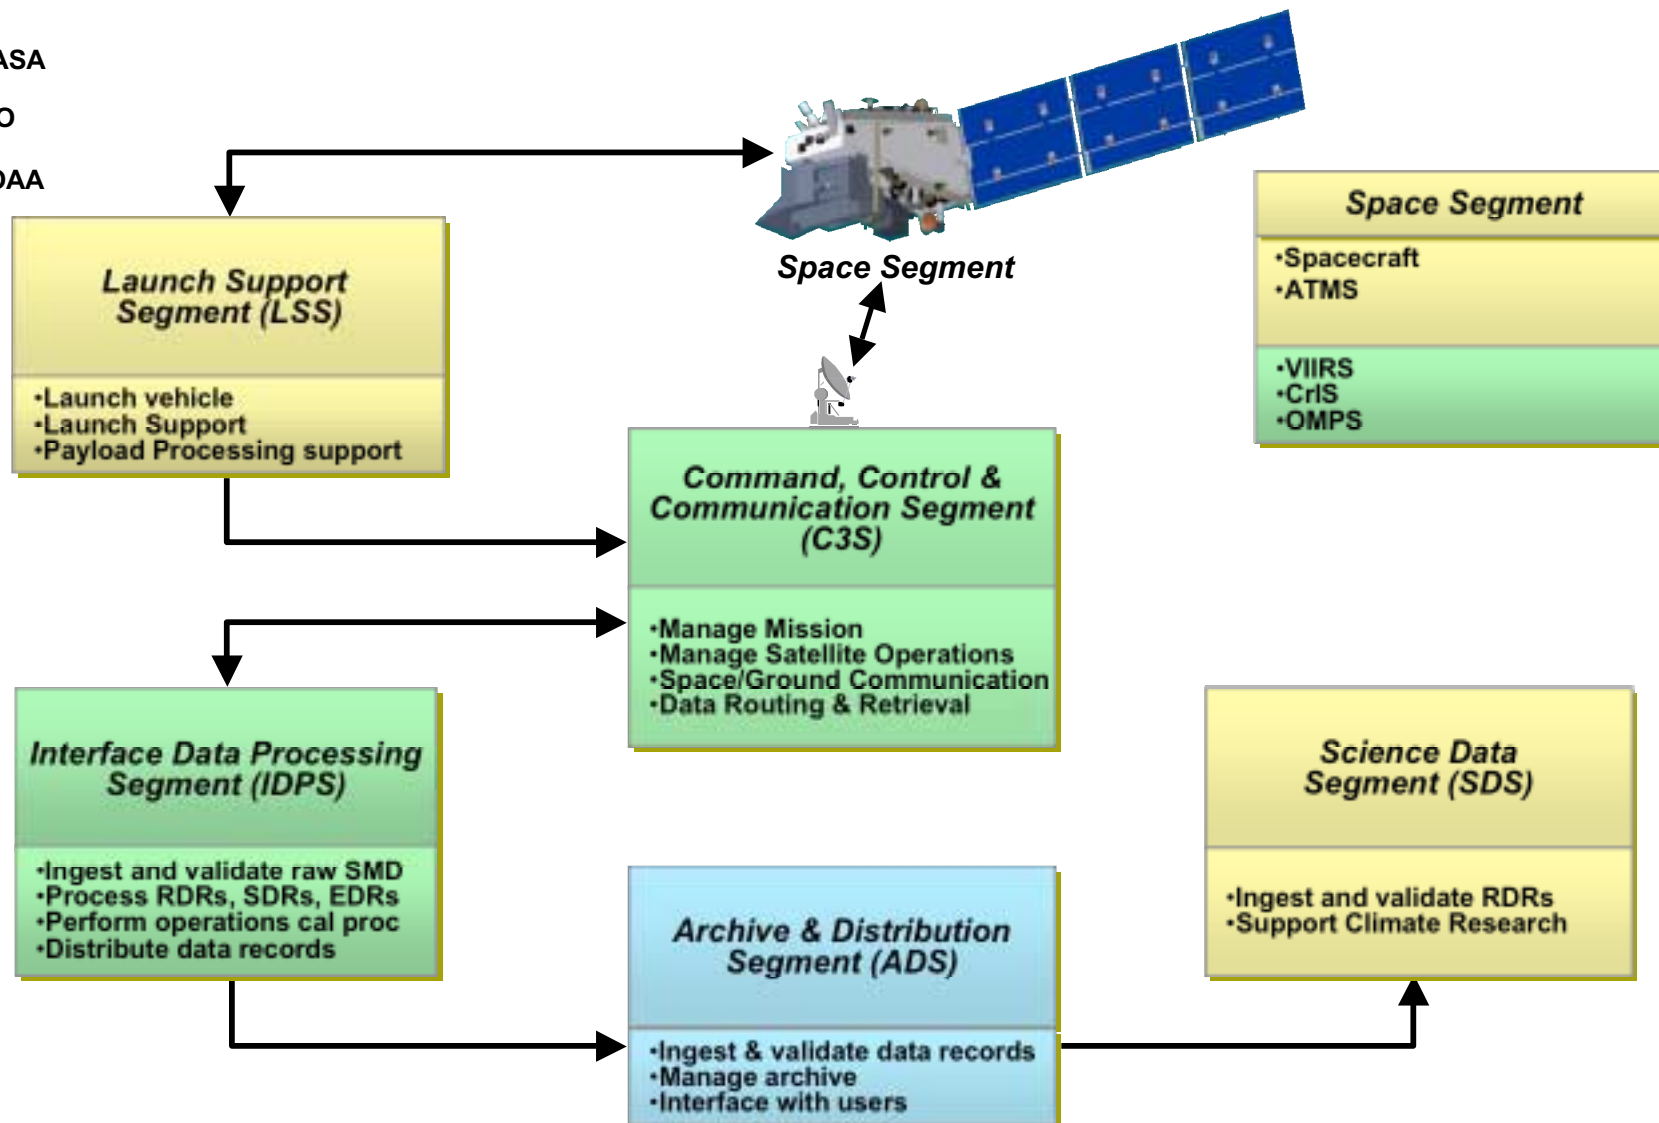 ASA
O
OAA
Space Segment
Launch Support
Segment (LSS)
•Launch vehicle
•Launch Support
•Payload Processing support
Space Segment
•Spacecraft
•ATMS
•VIIRS
•CrIS
•OMPS
Command, Control &
Communication Segment
(C3S)
•Manage Mission
•Manage Satellite Operations
•Space/Ground Communication
•Data Routing & Retrieval
Interface Data Processing
Segment (IDPS)
•Ingest and validate raw SMD
•Process RDRs, SDRs, EDRs
•Perform operations cal proc
•Distribute data records
Archive & Distribution
Segment (ADS)
•Ingest & validate data records
•Manage archive
•Interface with users
Science Data
Segment (SDS)
•Ingest and validate RDRs
•Support Climate Research